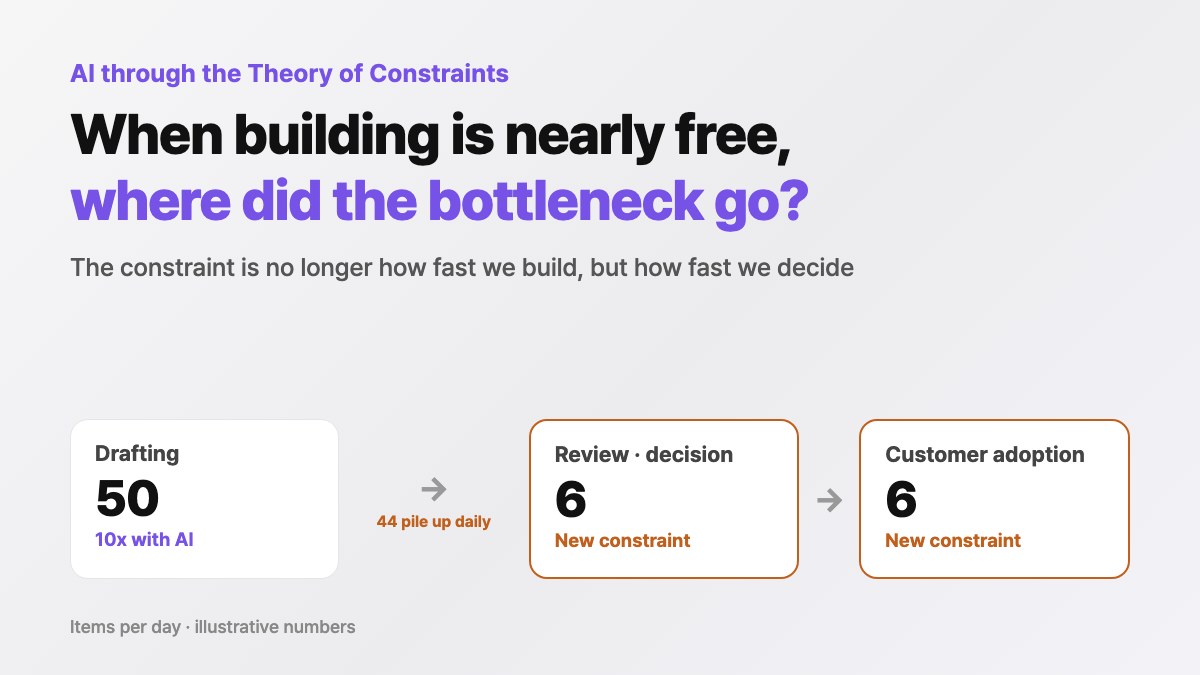 AI through the Theory of Constraints
When building is nearly free,
where did the bottleneck go?
The constraint is no longer how fast we build, but how fast we decide
Drafting
50
10x with AI
→
44 pile up daily
Review · decision
6
New constraint
→
Customer adoption
6
New constraint
Items per day · illustrative numbers